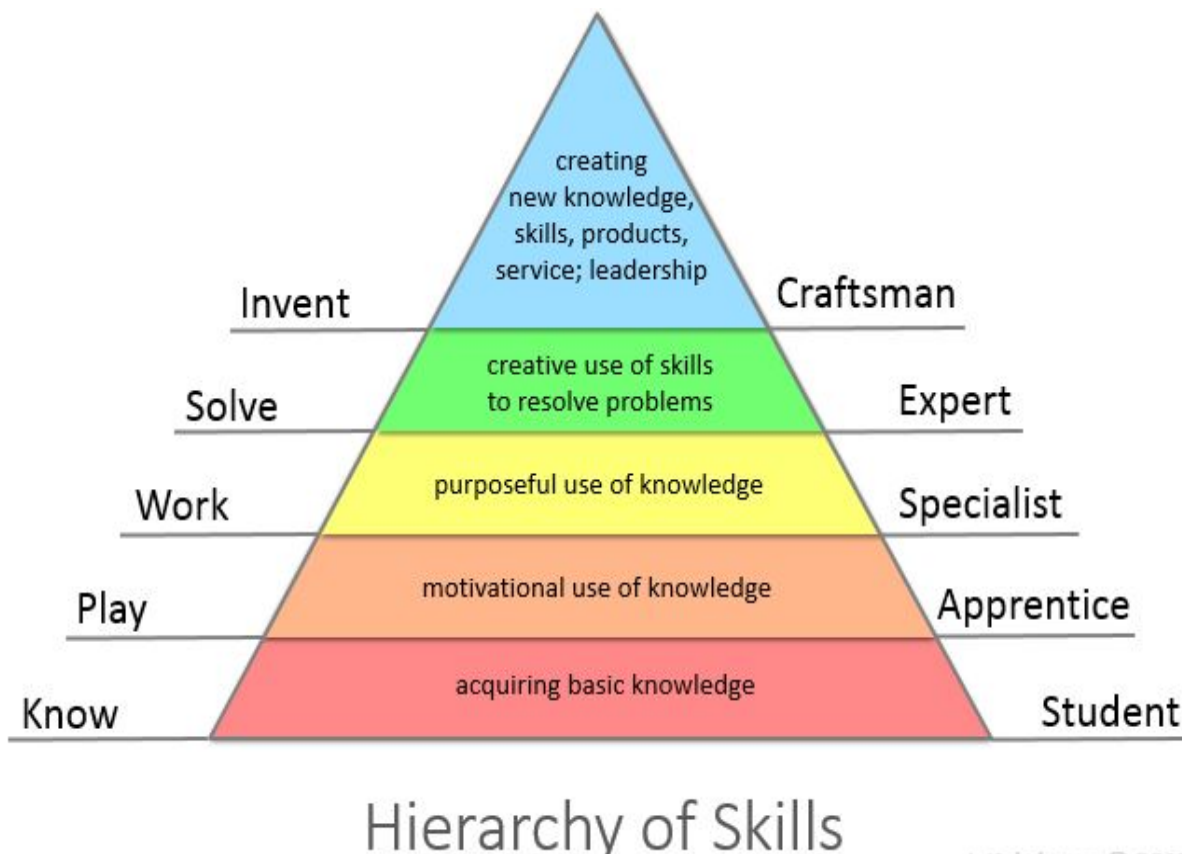 creating
new knowledge,
skills, products,
service; leadership
Invent
Craftsman
creative use of skills
to resolve problems
Solve
Expert
purposeful use of knowledge
Work
Specialist
motivational use of knowledge
Play
Apprentice
acquiring basic knowledge
Know
Student
Hierarchy of Skills